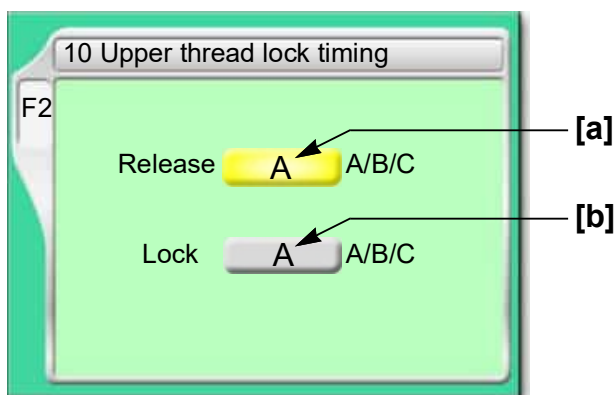 10 Upper thread lock timing
F2
Release A A/B/C
[a]
Lock A A/B/C
[b]